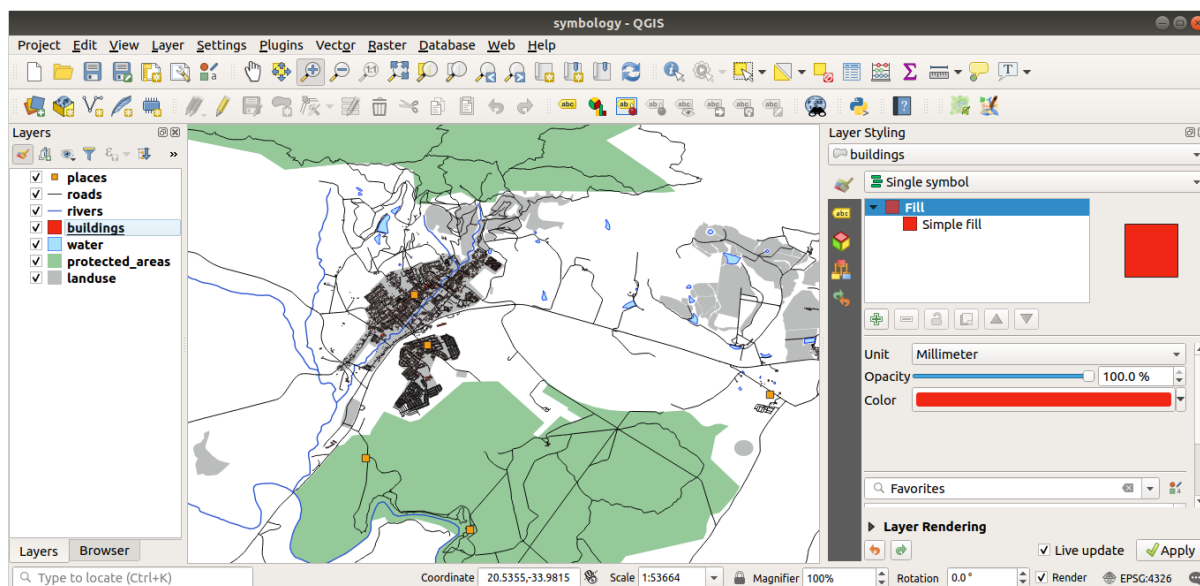 symbology - QGIS
Project Edit View Layer Settings Plugins Vector Raster Database Web Help
Layers
places
roads
rivers
buildings
water
protected_areas
landuse
Layers Browser
Layer Styling
buildings
Single symbol
Fill
Simple fill
Unit Millimeter
Opacity 100.0 %
Color
Favorites
Layer Rendering
Live update Apply
Type to locate (Ctrl+K) Coordinate 20.5355,-33.9815 Scale 1:53664 Magnifier 100% Rotation 0.0° Render EPSG:4326